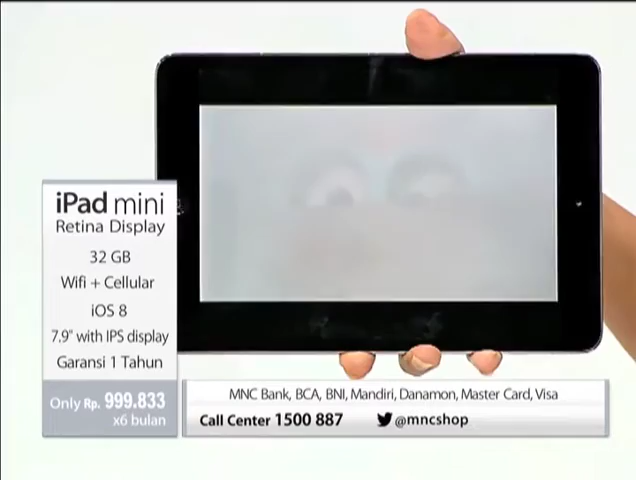 iPad mini
Retina Display
32 GB
Wifi + Cellular
iOS 8
7.9" with IPS display
Garansi 1 Tahun
Only Rp. 999.833
x6 bulan
MNC Bank, BCA, BNI, Mandiri, Danamon, Master Card, Visa
Call Center 1500 887
@mncshop